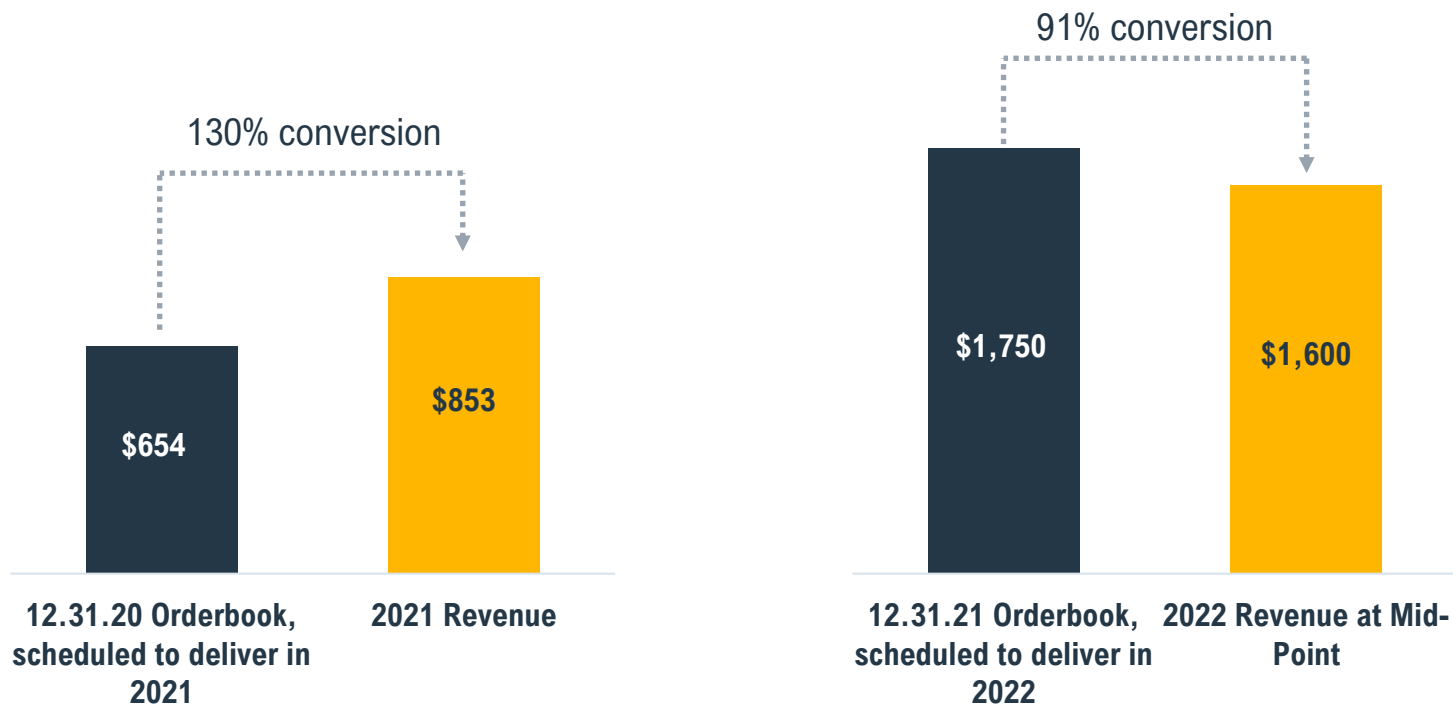 130% conversion
$654
$853
12.31.20 Orderbook,
scheduled to deliver in
2021
2021 Revenue
91% conversion
$1,750
$1,600
12.31.21 Orderbook,
scheduled to deliver in
2022
2022 Revenue at Mid-
Point